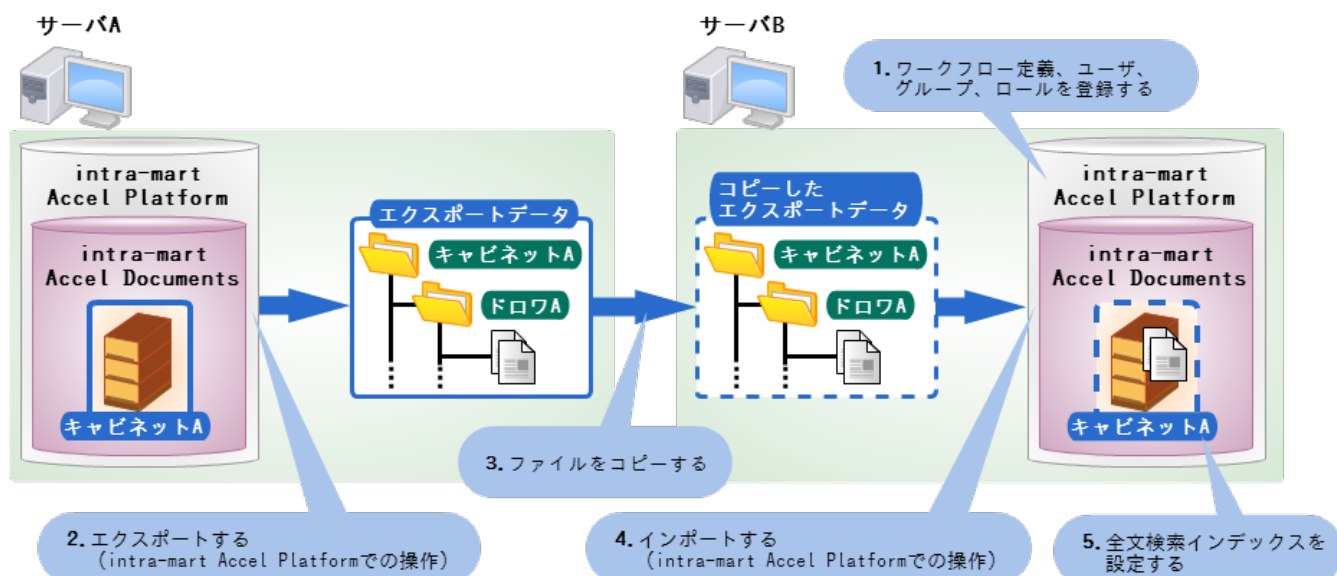 サーバA
サーバB
1. ワークフロー定義、ユーザ、
グループ、ロールを登録する
intra-mart
Accel Platform
intra-mart
Accel Documents
キャビネットA
エクスポートデータ
キャビネットA
ドロワA
コピーした
エクスポートデータ
キャビネットA
ドロワA
intra-mart
Accel Platform
intra-mart
Accel Documents
キャビネットA
3. ファイルをコピーする
2. エクスポートする
(intra-mart Accel Platformでの操作)
4. インポートする
(intra-mart Accel Platformでの操作)
5. 全文検索インデックスを
設定する